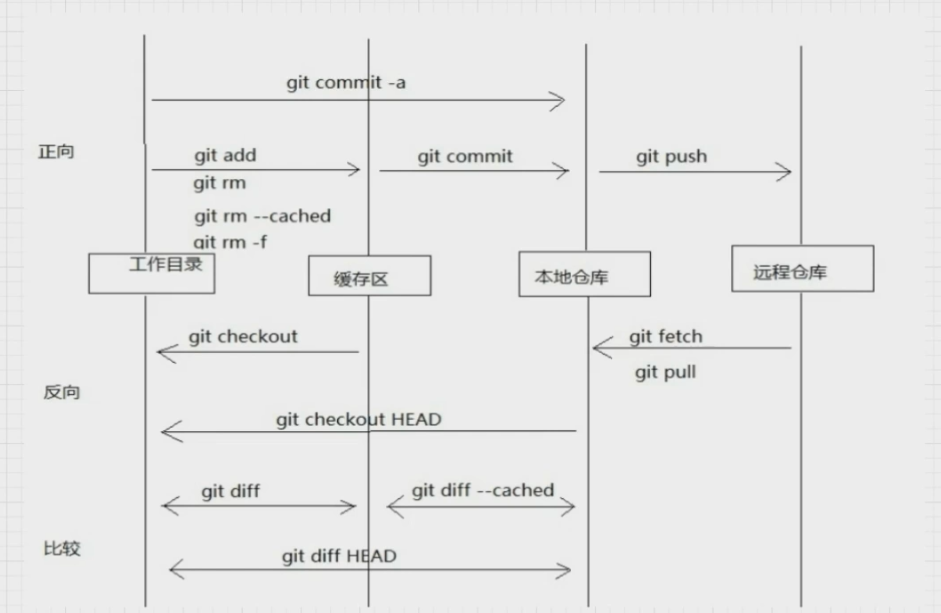 git commit -a
正向
git add
git commit
git push
git rm
git rm --cached
git rm -f
工作目录
缓存区
本地仓库
远程仓库
git checkout
git fetch
git pull
反向
git checkout HEAD
git diff
git diff --cached
比较
git diff HEAD